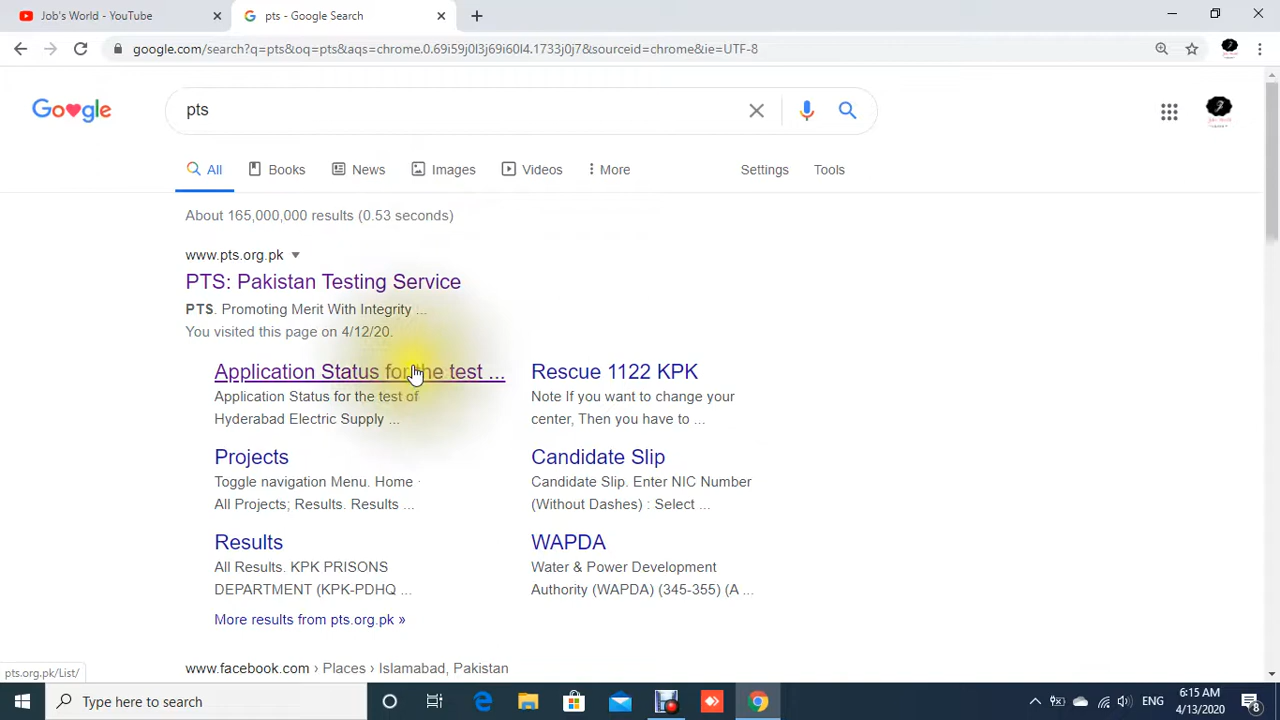 Job's World - YouTube
pts - Google Search
google.com/search?q=pts&oq=pts&aqs=chrome.0.69i59j0l3j69i60l4.1733j0j7&sourceid=chrome&ie=UTF-8
Google
pts
All
Books
News
Images
Videos
More
Settings
Tools
About 165,000,000 results (0.53 seconds)
www.pts.org.pk
PTS: Pakistan Testing Service
PTS. Promoting Merit With Integrity ...
You visited this page on 4/12/20.
Application Status for the test ...
Application Status for the test of
Hyderabad Electric Supply ...
Rescue 1122 KPK
Note If you want to change your
center, Then you have to ...
Projects
Toggle navigation Menu. Home ·
All Projects; Results. Results ...
Candidate Slip
Candidate Slip. Enter NIC Number
(Without Dashes) : Select ...
Results
All Results. KPK PRISONS
DEPARTMENT (KPK-PDHQ ...
WAPDA
Water & Power Development
Authority (WAPDA) (345-355) (A ...
More results from pts.org.pk »
www.facebook.com › Places › Islamabad, Pakistan
pts.org.pk/List/
Type here to search
ENG
6:15 AM
4/13/2020
8